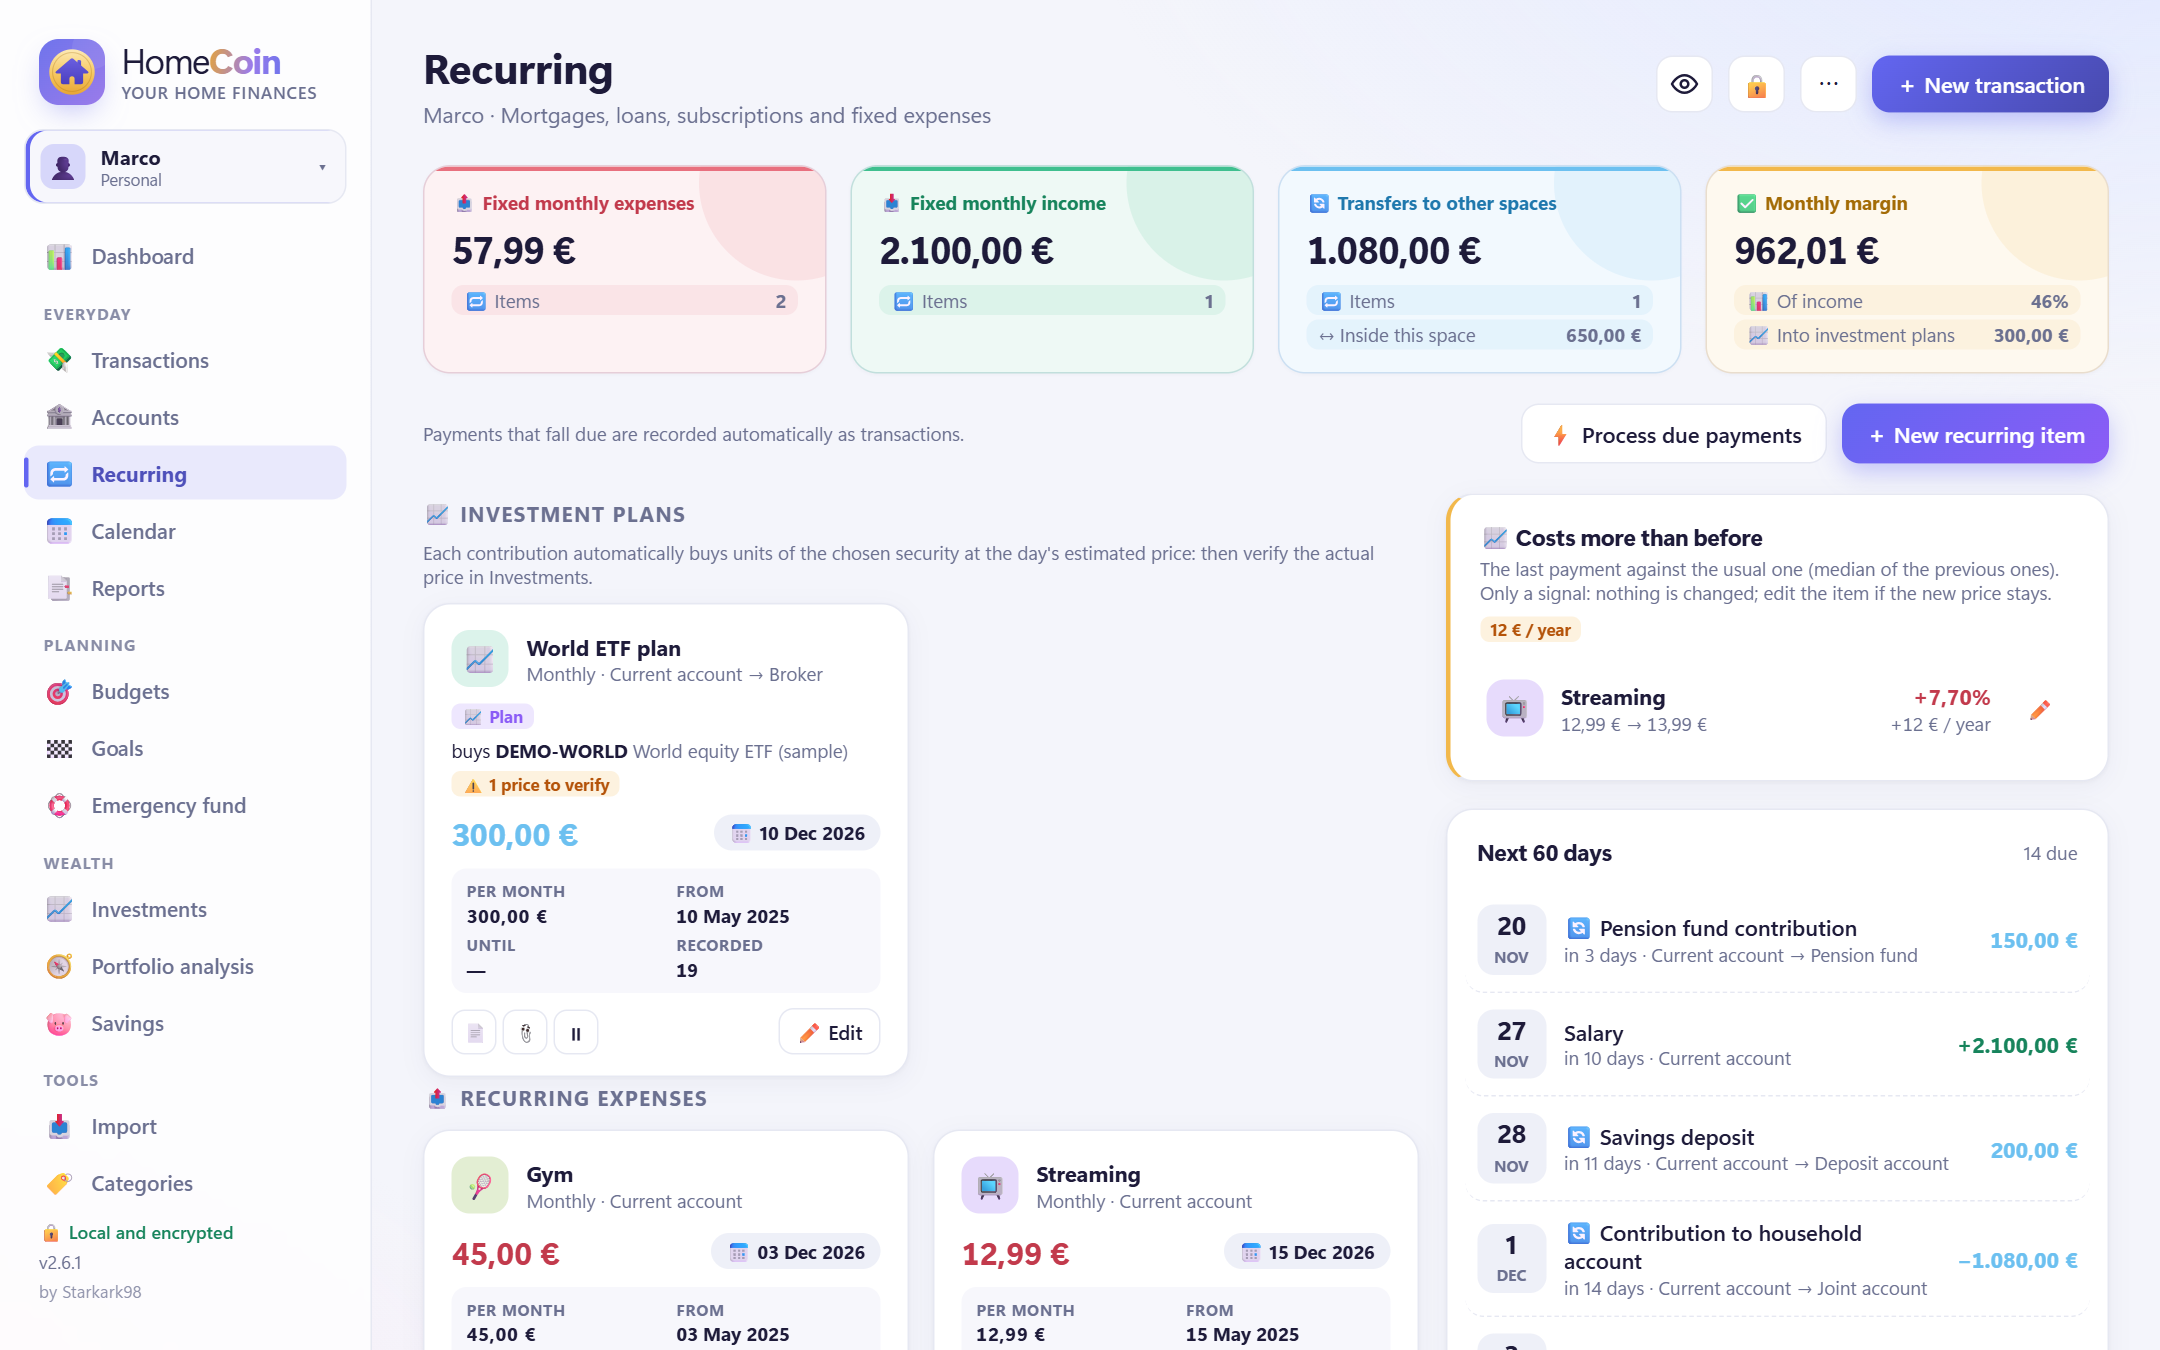 HomeCoin
YOUR HOME FINANCES
Marco
Personal
Dashboard
EVERYDAY
Transactions
Accounts
Recurring
Calendar
Reports
PLANNING
Budgets
Goals
Emergency fund
WEALTH
Investments
Portfolio analysis
Savings
TOOLS
Import
Categories
Local and encrypted
v2.6.1
by Starkark98
Recurring
Marco · Mortgages, loans, subscriptions and fixed expenses
+ New transaction
Fixed monthly expenses
57,99 €
Items 2
Fixed monthly income
2.100,00 €
Items 1
Transfers to other spaces
1.080,00 €
Items 1
↔ Inside this space 650,00 €
Monthly margin
962,01 €
Of income 46%
Into investment plans 300,00 €
Payments that fall due are recorded automatically as transactions.
Process due payments
+ New recurring item
INVESTMENT PLANS
Each contribution automatically buys units of the chosen security at the day's estimated price: then verify the actual
price in Investments.
World ETF plan
Monthly · Current account → Broker
Plan
buys DEMO-WORLD World equity ETF (sample)
1 price to verify
300,00 €
10 Dec 2026
PER MONTH FROM
300,00 € 10 May 2025
UNTIL RECORDED
— 19
Edit
RECURRING EXPENSES
Gym
Monthly · Current account
45,00 €
03 Dec 2026
PER MONTH FROM
45,00 € 03 May 2025
Streaming
Monthly · Current account
12,99 €
15 Dec 2026
PER MONTH FROM
12,99 € 15 May 2025
Costs more than before
The last payment against the usual one (median of the previous ones).
Only a signal: nothing is changed; edit the item if the new price stays.
12 € / year
Streaming +7,70%
12,99 € → 13,99 € +12 € / year
Next 60 days 14 due
20 NOV
Pension fund contribution 150,00 €
in 3 days · Current account → Pension fund
27 NOV
Salary +2.100,00 €
in 10 days · Current account
28 NOV
Savings deposit 200,00 €
in 11 days · Current account → Deposit account
1 DEC
Contribution to household
account −1.080,00 €
in 14 days · Current account → Joint account